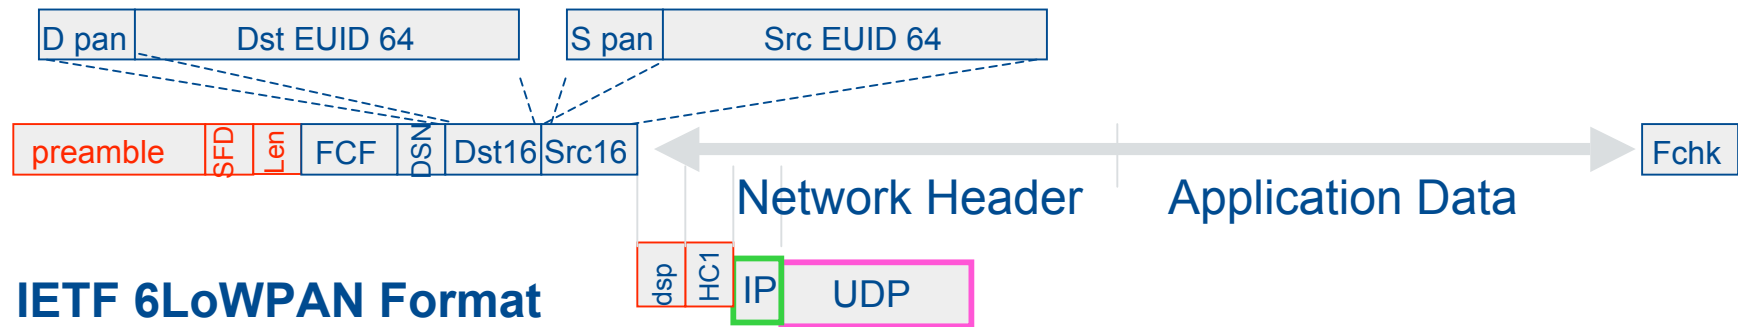 D pan Dst EUID 64 S pan Src EUID 64
preamble SFD Len FCF DSN Dst16 Src16 Fchk
Network Header Application Data
dsp HC1 IP UDP
IETF 6LoWPAN Format